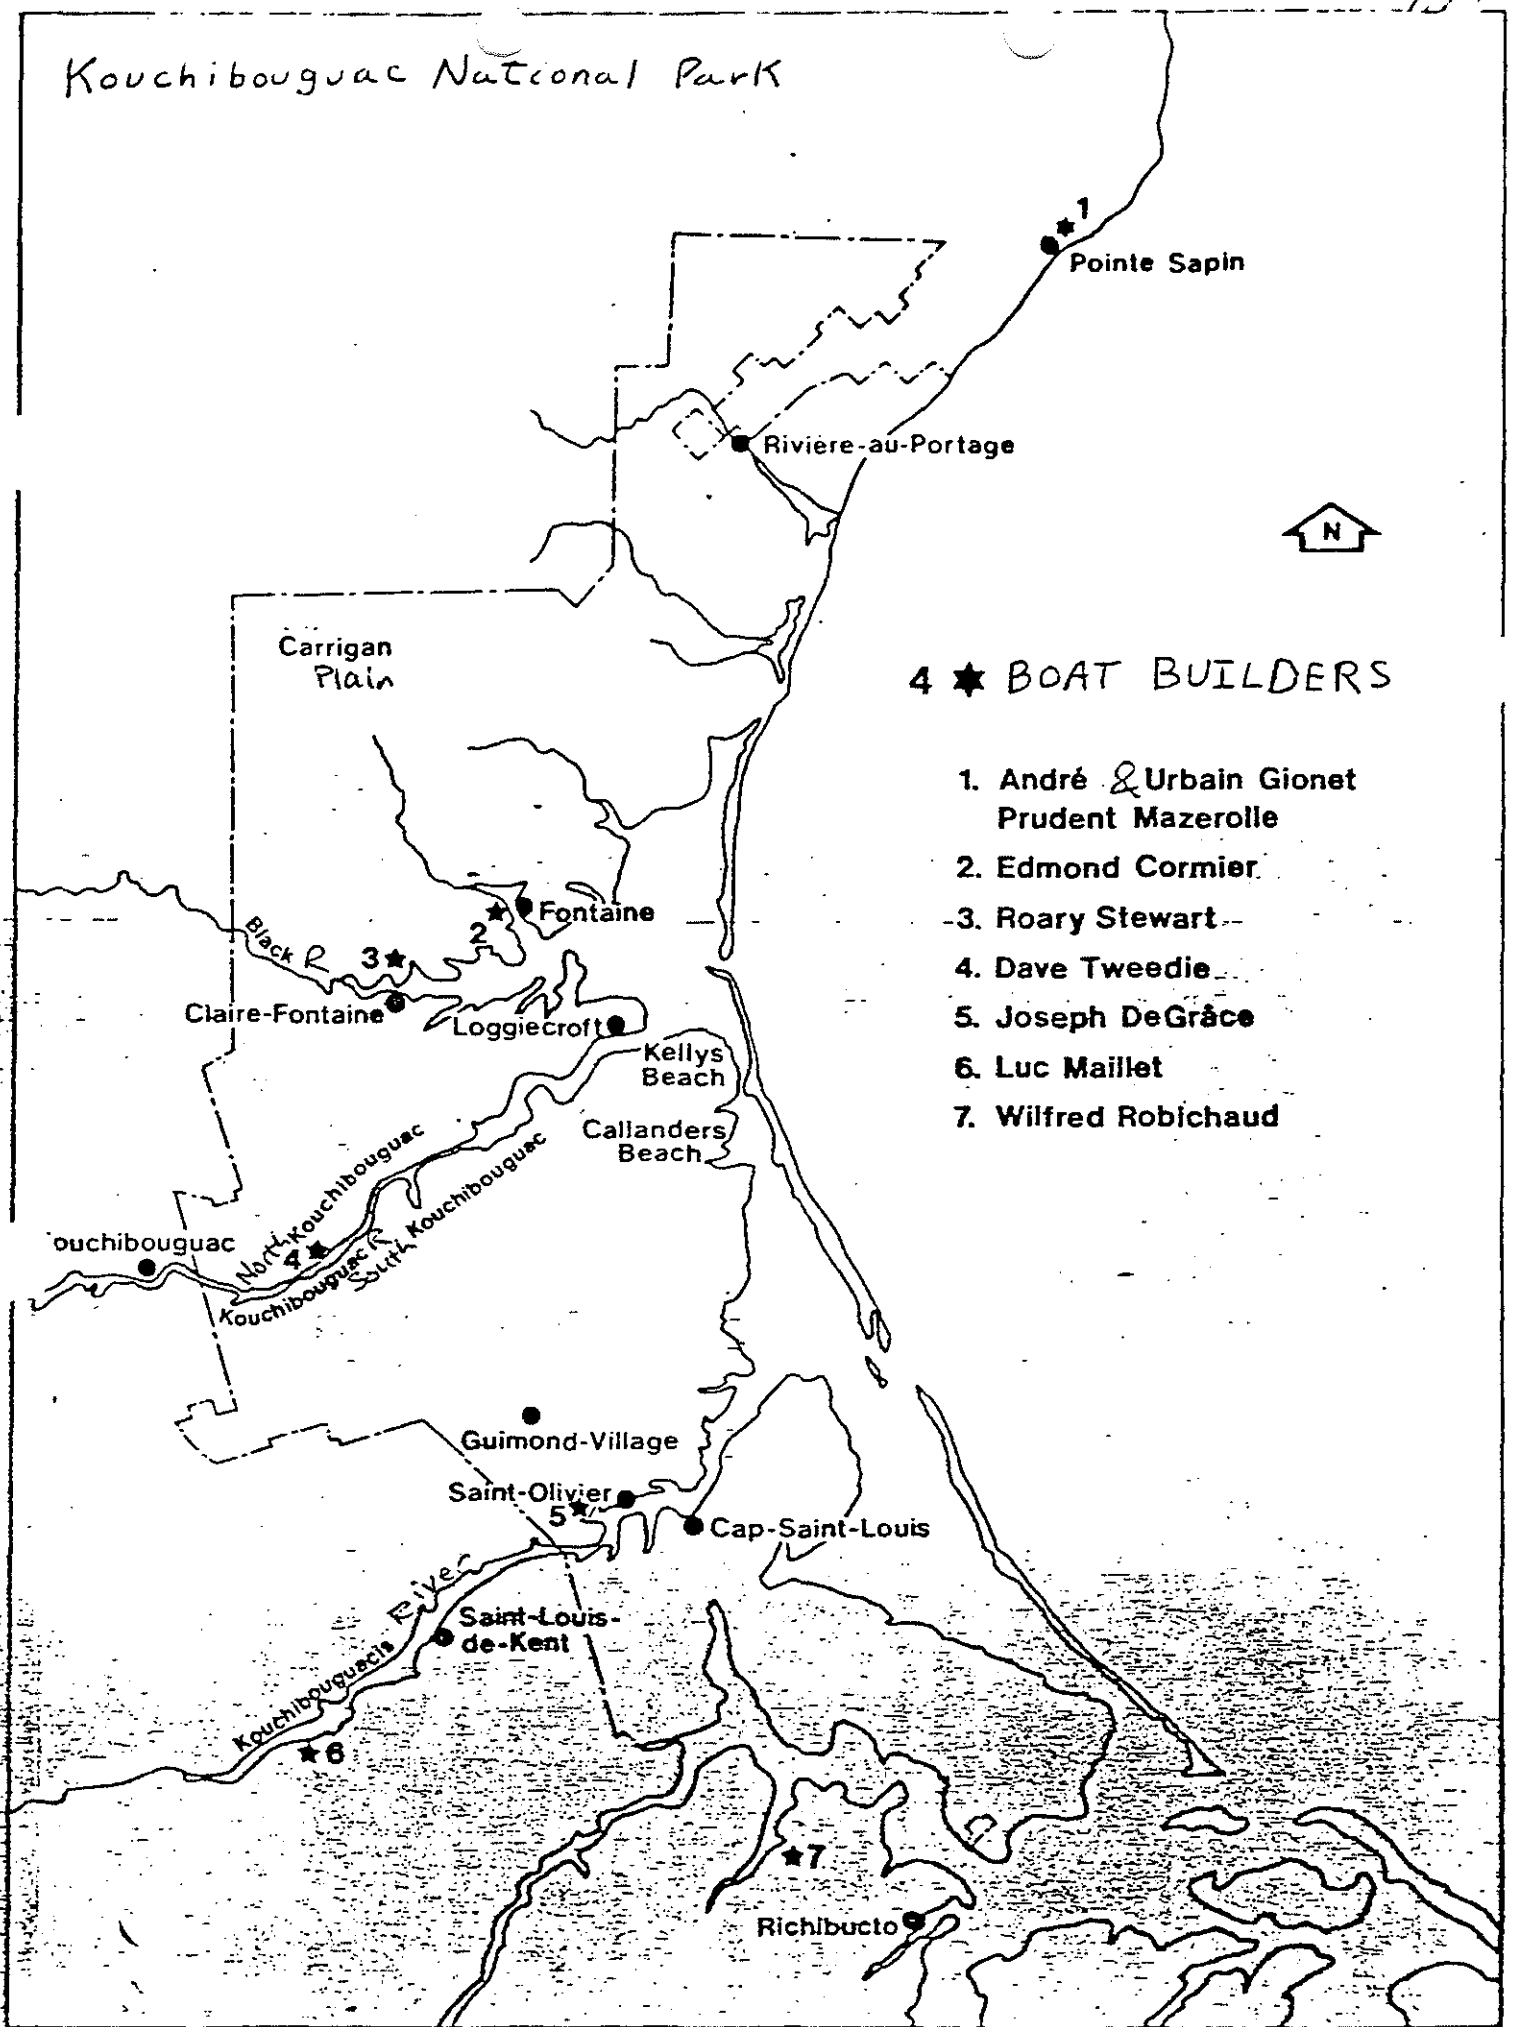 Kouchibouguac National Park
1
Pointe Sapin
Rivière-au-Portage
N
Carrigan
Plain
4 ★ BOAT BUILDERS
1. André & Urbain Gionet
Prudent Mazerolle
2. Edmond Cormier
3. Roary Stewart
4. Dave Tweedie
5. Joseph DeGrâce
6. Luc Maillet
7. Wilfred Robichaud
Fontaine
2
Black R
3
Claire-Fontaine
Loggiecroft
Kellys
Beach
Callanders
Beach
North Kouchibouguac
South Kouchibouguac
ouchibouguac
4
Kouchibouguac R
Guimond-Village
Saint-Olivier
5
Cap-Saint-Louis
Kouchibouguacis River
Saint-Louis-
de-Kent
6
7
Richibucto